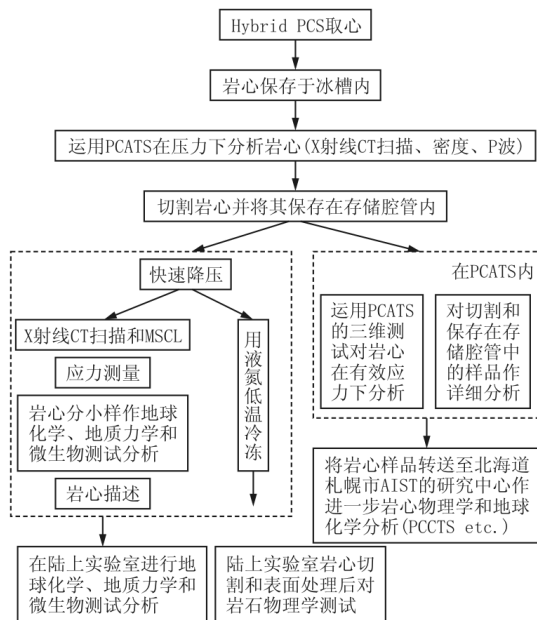 Hybrid PCS取心
岩心保存于冰槽内
运用PCATS在压力下分析岩心(X射线CT扫描、密度、P波)
切割岩心并将其保存在存储腔管内
快速降压
X射线CT扫描和MSCL
应力测量
岩心分小样作地球
化学、地质力学和
微生物测试分析
岩心描述
用
液
氮
低
温
冷
冻
在PCATS内
运用PCATS
的三维测
试对岩心
在有效应
力下分析
对切割和
保存在存
储腔管中
的样品作
详细分析
将岩心样品转送至北海道
札幌市AIST的研究中心作
进一步岩心物理学和地球
化学分析(PCCTS etc.)
在陆上实验室进行地
球化学、地质力学和
微生物测试分析
陆上实验室岩心切
割和表面处理后对
岩石物理学测试